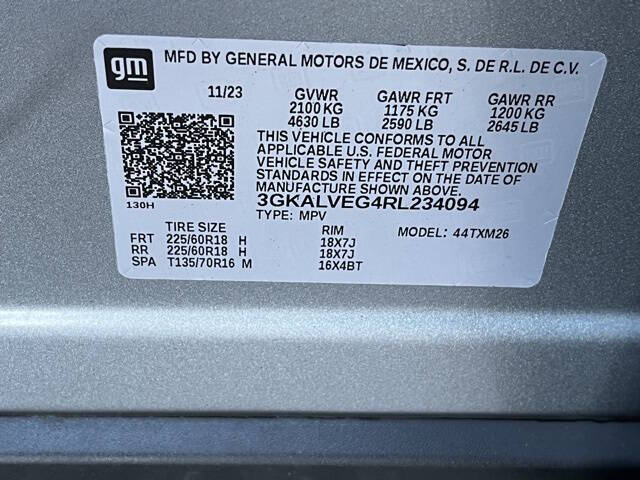 gm
MFD BY GENERAL MOTORS DE MEXICO, S. DE R.L. DE C.V.
11/23 GVWR GAWR FRT GAWR RR
2100 KG 1175 KG 1200 KG
4630 LB 2590 LB 2645 LB
THIS VEHICLE CONFORMS TO ALL
APPLICABLE U.S. FEDERAL MOTOR
VEHICLE SAFETY AND THEFT PREVENTION
STANDARDS IN EFFECT ON THE DATE OF
MANUFACTURE SHOWN ABOVE.
130H 3GKALVEG4RL234094
TYPE: MPV MODEL: 44TXM26
TIRE SIZE RIM
FRT 225/60R18 H 18X7J
RR 225/60R18 H 18X7J
SPA T135/70R16 M 16X4BT